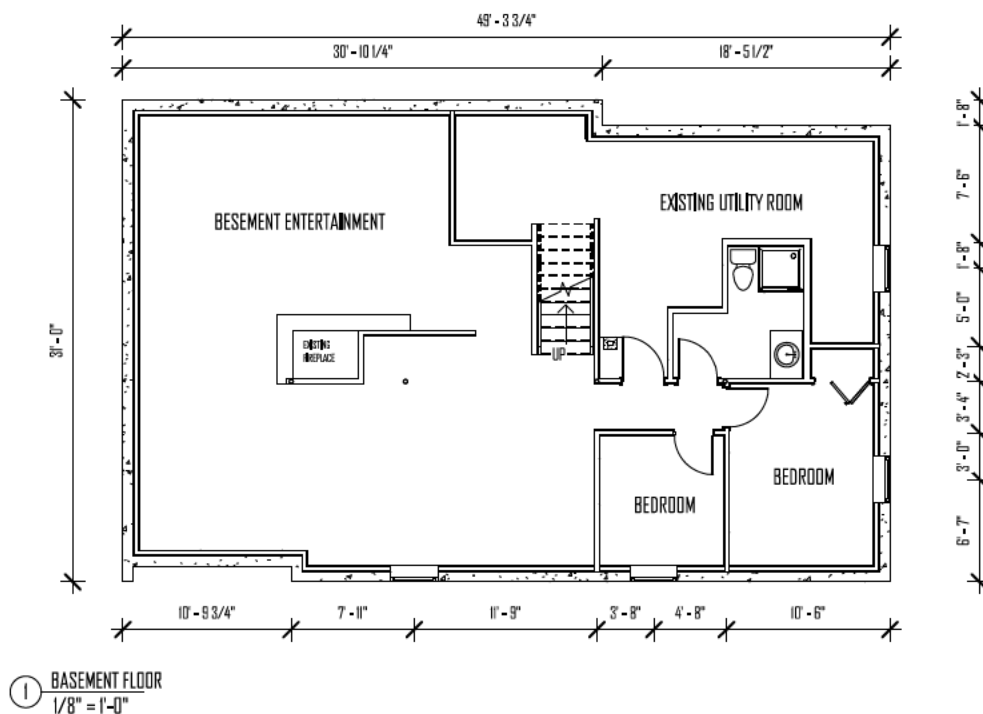 49' - 3 3/4"
30' - 10 1/4"
18' - 5 1/2"
1' - 8"
7' - 6"
1' - 8"
5' - 0"
2' - 3"
3' - 4"
3' - 0"
6' - 7"
31' - 0"
BESEMENT ENTERTAINMENT
EXISTING UTILITY ROOM
EXISTING
FIREPLACE
UP
BEDROOM
BEDROOM
10' - 9 3/4"
7' - 11"
11' - 9"
3' - 8"
4' - 8"
10' - 6"
1
BASEMENT FLOOR
1/8" = 1'-0"